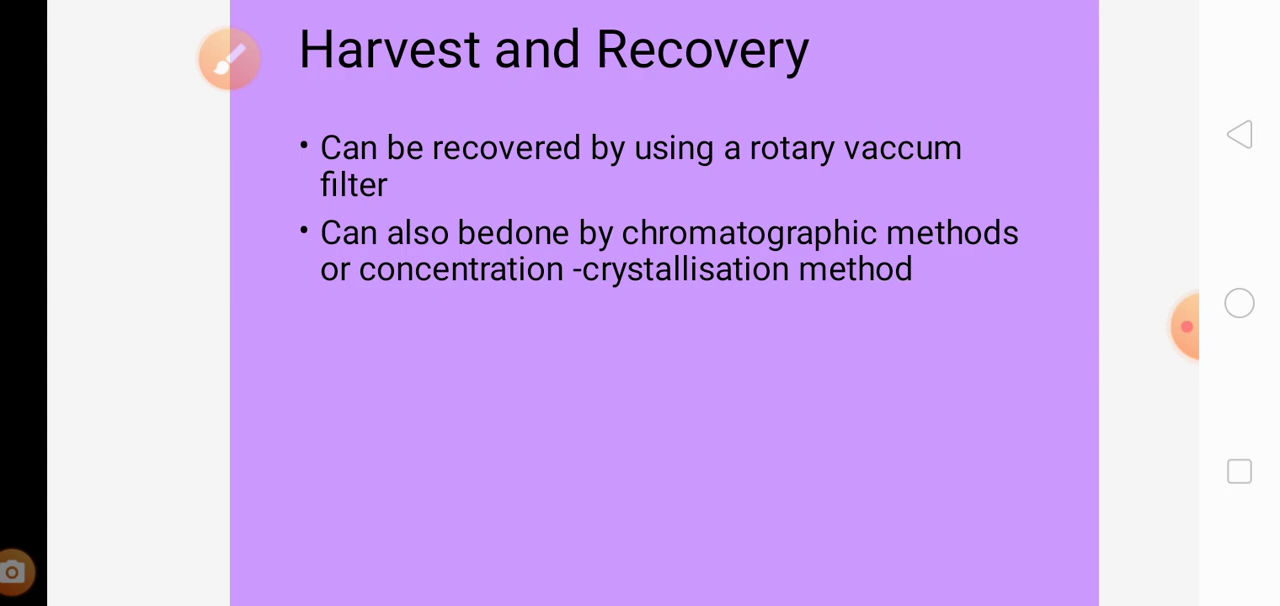 Harvest and Recovery
• Can be recovered by using a rotary vaccum
filter
• Can also bedone by chromatographic methods
or concentration -crystallisation method